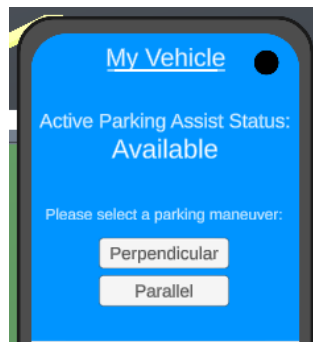 My Vehicle
Active Parking Assist Status:
Available
Please select a parking maneuver:
Perpendicular
Parallel